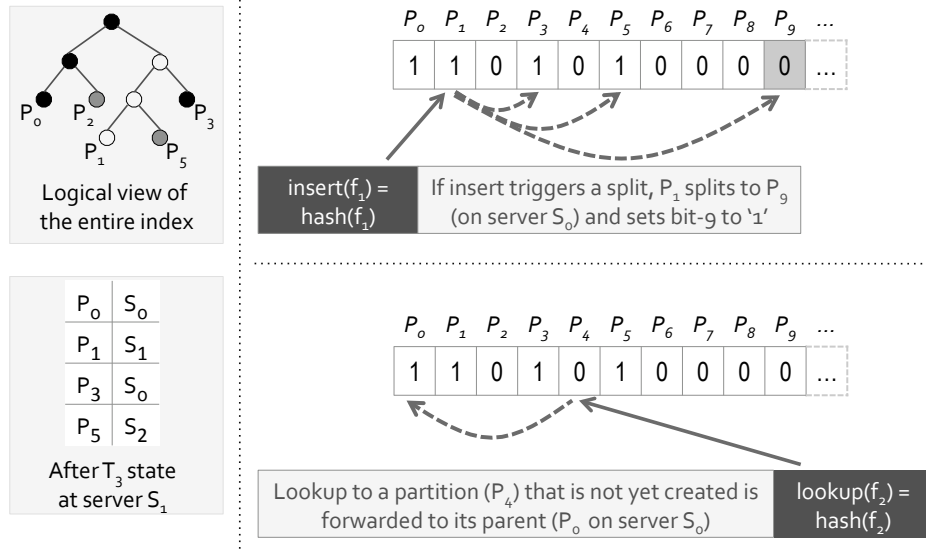 P₀ P₂ P₃
P₁ P₅
Logical view of
the entire index
P₀ S₀
P₁ S₁
P₃ S₀
P₅ S₂
After T₃ state
at server S₁
P₀ P₁ P₂ P₃ P₄ P₅ P₆ P₇ P₈ P₉ ...
1 1 0 1 0 1 0 0 0 0 ...
insert(f₁) =
hash(f₁)
If insert triggers a split, P₁ splits to P₉
(on server S₀) and sets bit-9 to ‘1’
P₀ P₁ P₂ P₃ P₄ P₅ P₆ P₇ P₈ P₉ ...
1 1 0 1 0 1 0 0 0 0 ...
Lookup to a partition (P₄) that is not yet created is
forwarded to its parent (P₀ on server S₀)
lookup(f₂) =
hash(f₂)